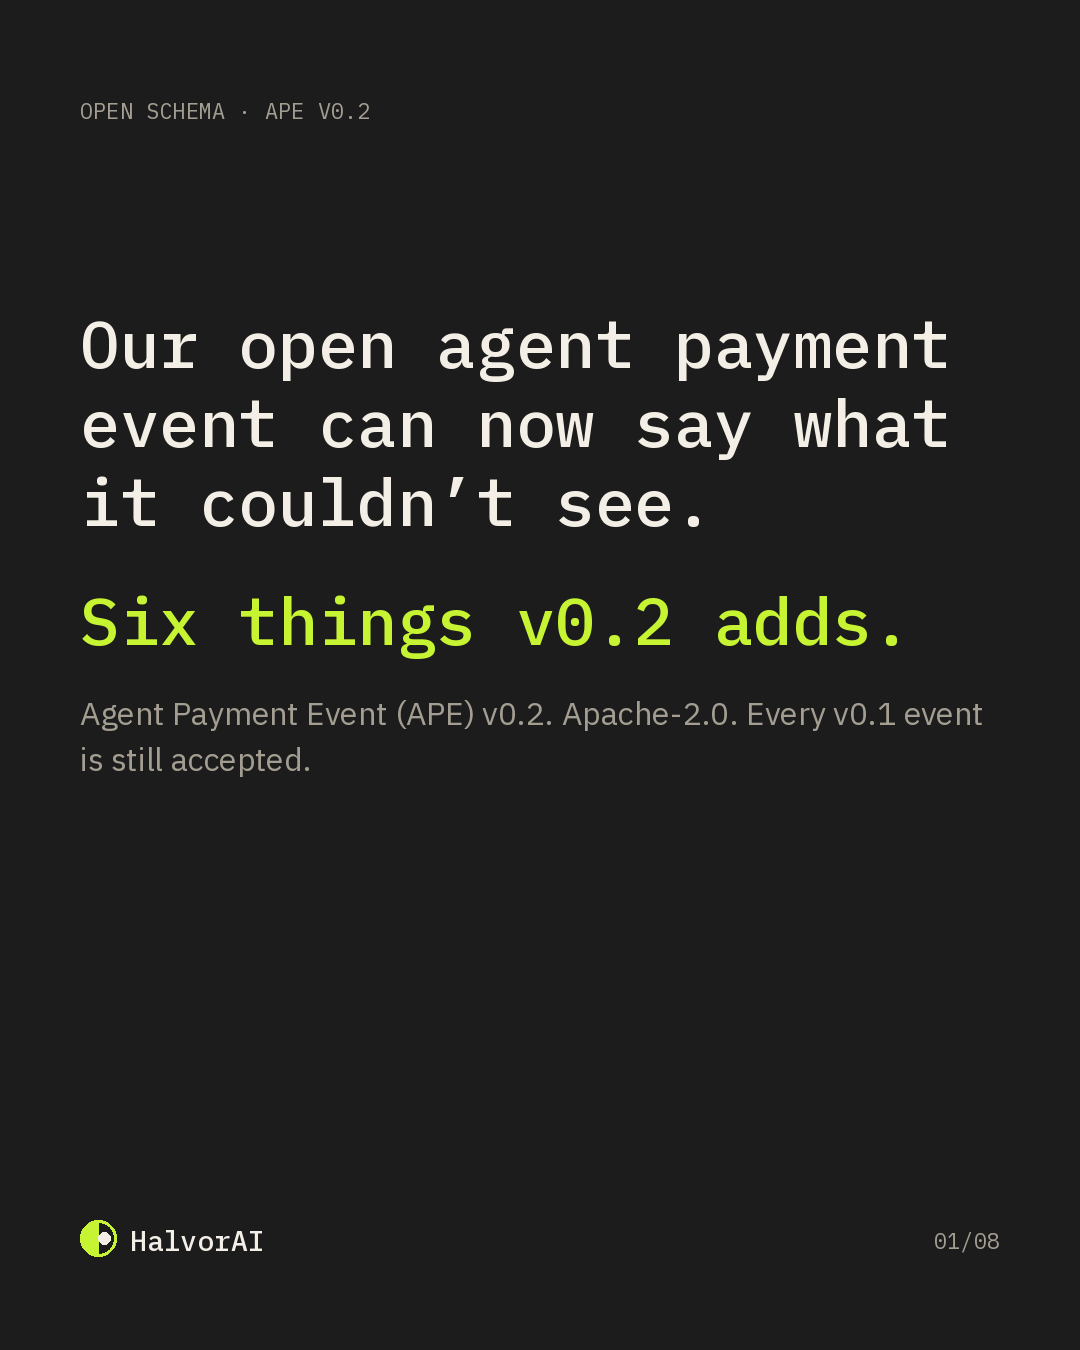 OPEN SCHEMA · APE V0.2
Our open agent payment
event can now say what
it couldn’t see.
Six things v0.2 adds.
Agent Payment Event (APE) v0.2. Apache-2.0. Every v0.1 event
is still accepted.
HalvorAI
01/08